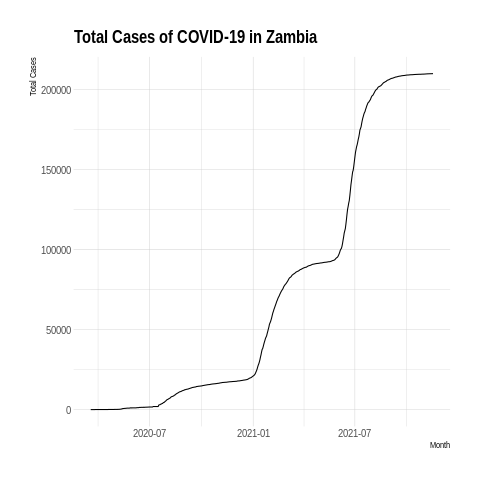 Total Cases of COVID-19 in Zambia
Total Cases
200000
150000
100000
50000
0
2020-07 2021-01 2021-07
Month